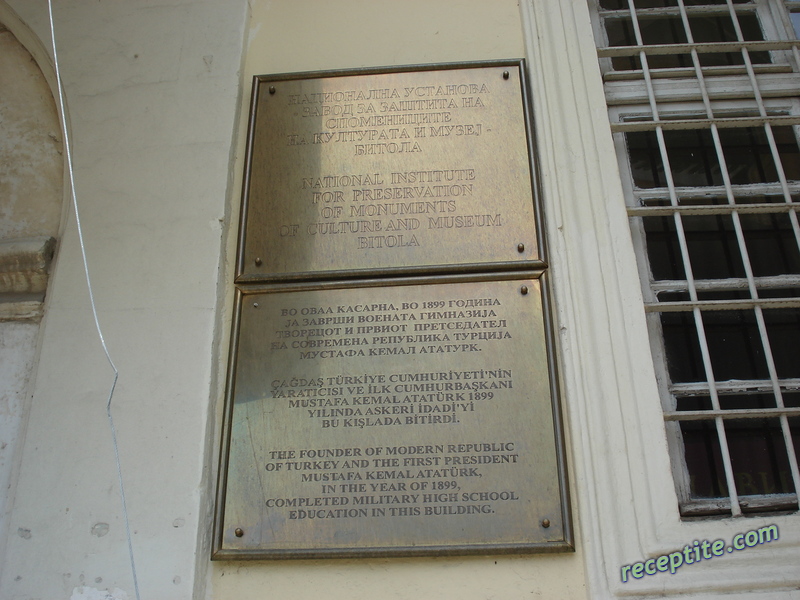 НАЦИОНАЛНА УСТАНОВА
- ЗАВОД ЗА ЗАШТИТА НА
СПОМЕНИЦИТЕ
НА КУЛТУРАТА И МУЗЕЈ -
БИТОЛА
NATIONAL INSTITUTE
FOR PRESERVATION
OF MONUMENTS
OF CULTURE AND MUSEUM
BITOLA
ВО ОВАА КАСАРНА, ВО 1899 ГОДИНА
ЈА ЗАВРШИ ВОЕНАТА ГИМНАЗИЈА
ТВОРЕЦОТ И ПРВИОТ ПРЕТСЕДАТЕЛ
НА СОВРЕМЕНА РЕПУБЛИКА ТУРЦИЈА
МУСТАФА КЕМАЛ АТАТУРК.
ÇAĞDAŞ TÜRKİYE CUMHURİYETİ'NİN
YARATICISI VE İLK CUMHURBAŞKANI
MUSTAFA KEMAL ATATÜRK 1899
YILINDA ASKERİ İDADİ'Yİ
BU KIŞLADA BİTİRDİ.
THE FOUNDER OF MODERN REPUBLIC
OF TURKEY AND THE FIRST PRESIDENT
MUSTAFA KEMAL ATATÜRK,
IN THE YEAR OF 1899,
COMPLETED MILITARY HIGH SCHOOL
EDUCATION IN THIS BUILDING.
receptite.com